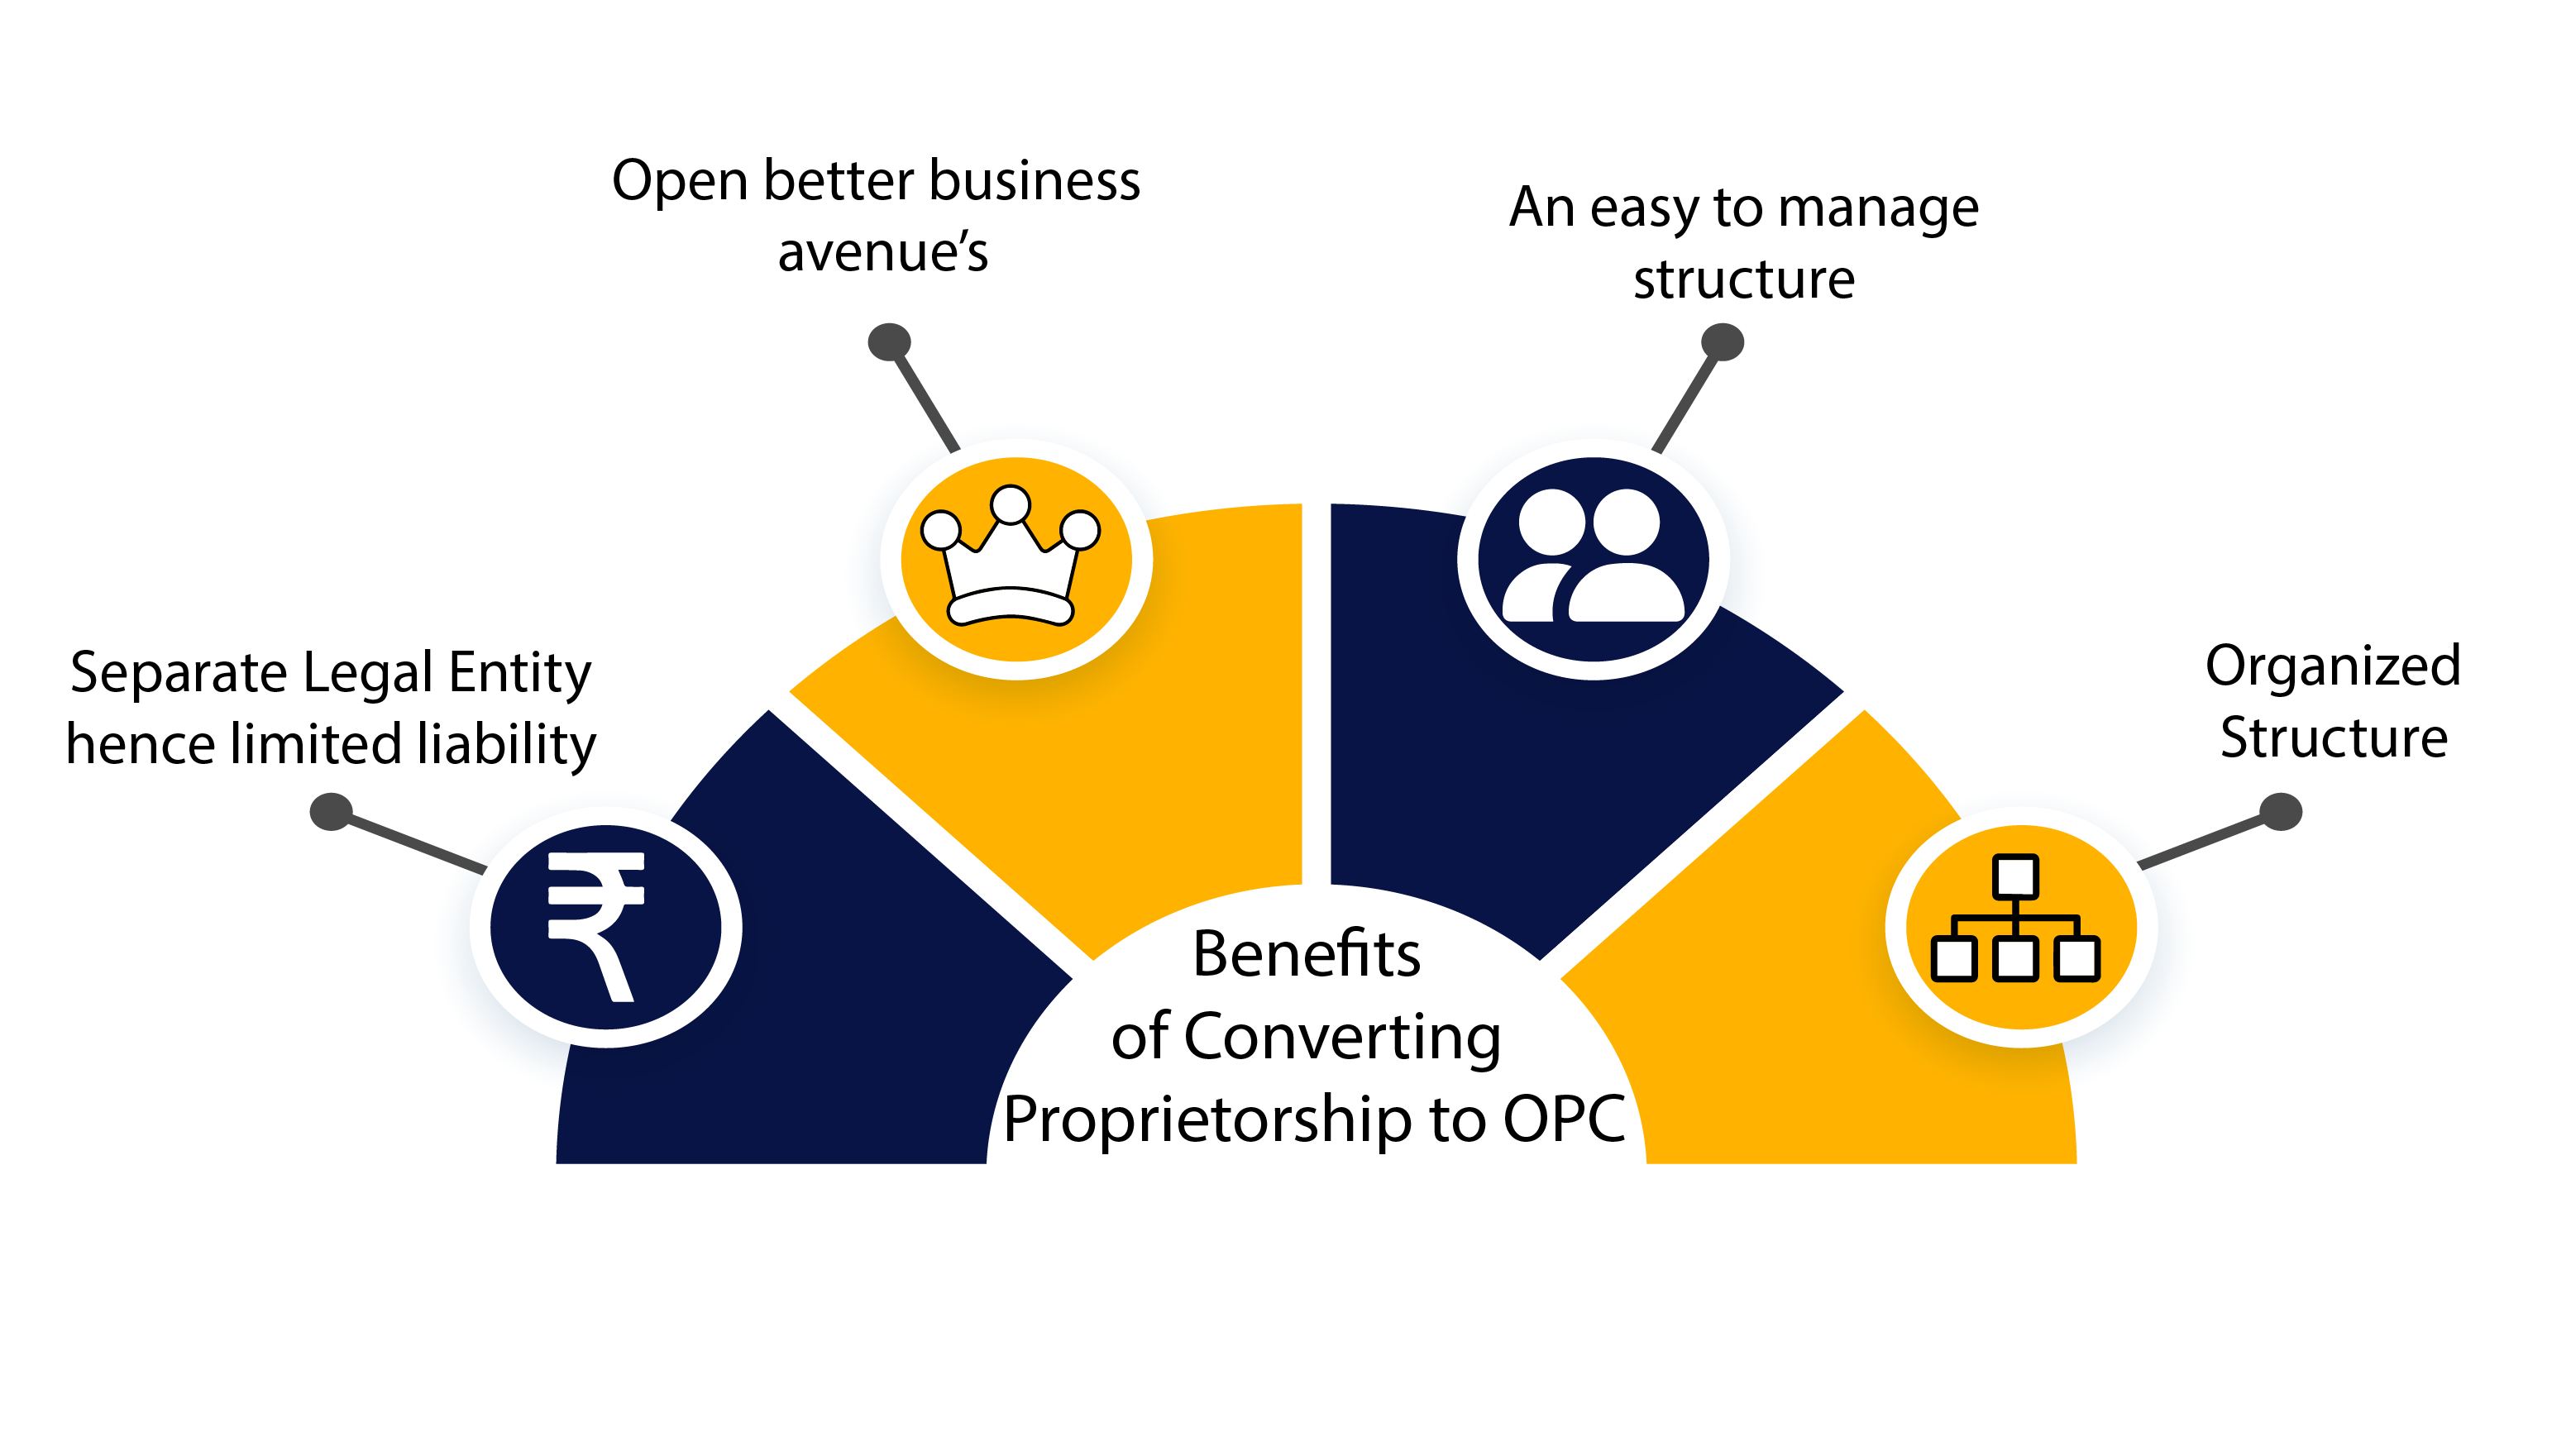 Open better business
avenue’s
An easy to manage
structure
Separate Legal Entity
hence limited liability
Organized
Structure
₹
Benefits
of Converting
Proprietorship to OPC